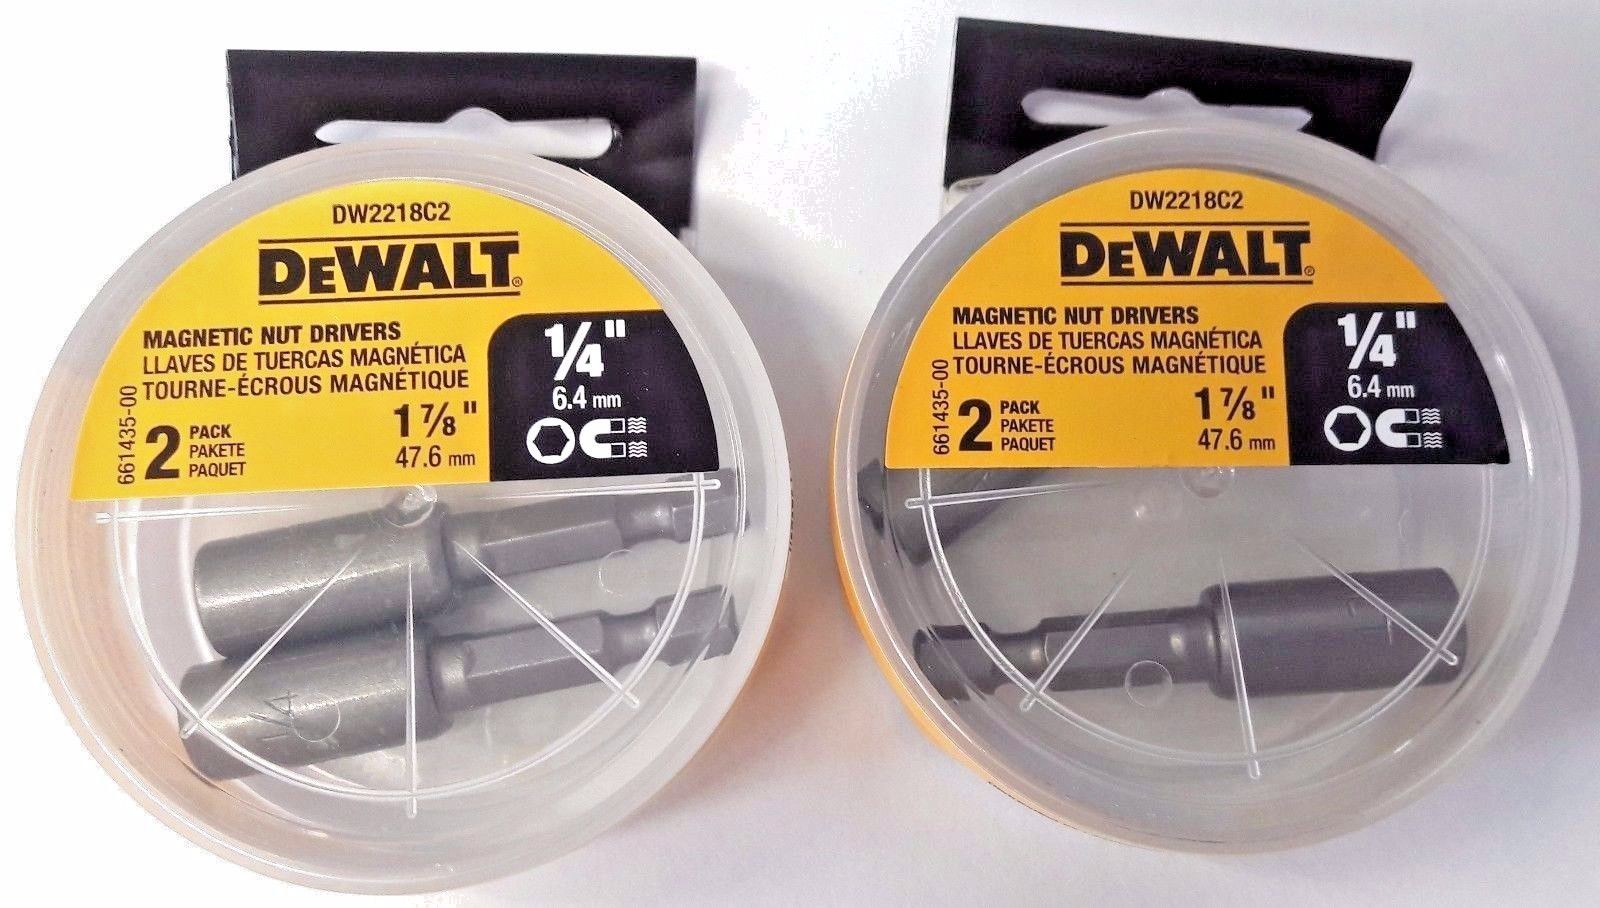 DW2218C2
DEWALT®
MAGNETIC NUT DRIVERS
LLAVES DE TUERCAS MAGNÉTICA
TOURNE-ÉCROUS MAGNÉTIQUE
661435-00
2 PACK
PAKETE
PAQUET
1 7/8"
47.6 mm
1/4"
6.4 mm
1/4
DW2218C2
DEWALT®
MAGNETIC NUT DRIVERS
LLAVES DE TUERCAS MAGNÉTICA
TOURNE-ÉCROUS MAGNÉTIQUE
661435-00
2 PACK
PAKETE
PAQUET
1 7/8"
47.6 mm
1/4"
6.4 mm